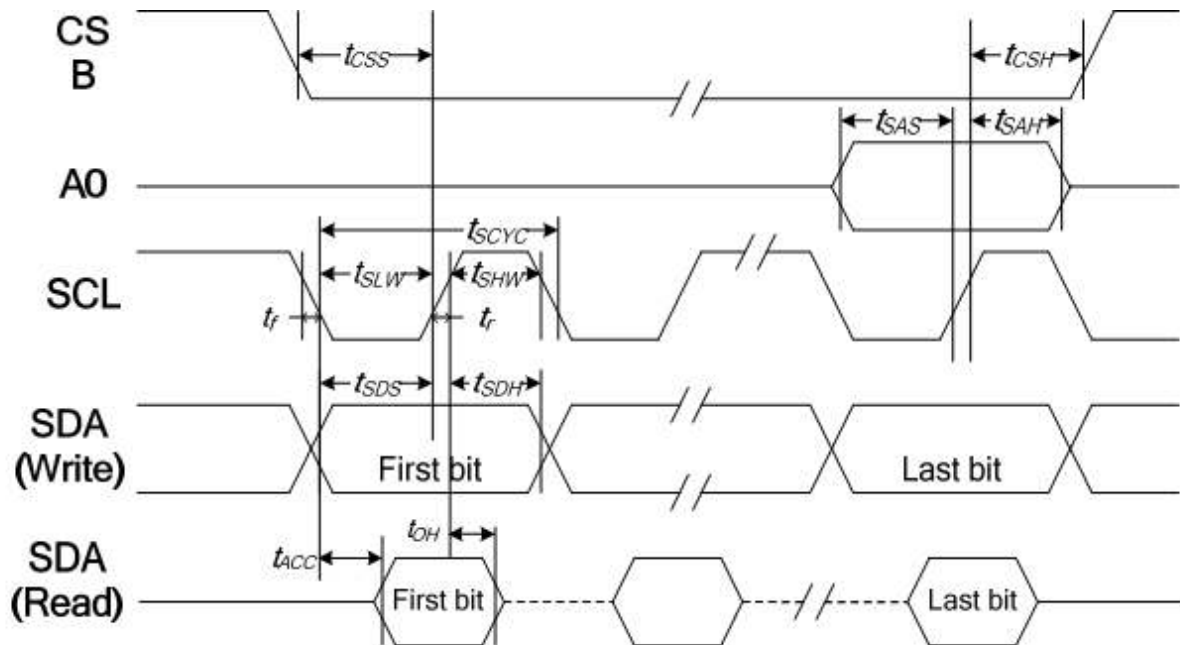 CS
B
tCSS
tCSH
tSAS
tSAH
A0
tSCYC
tSLW
tSHW
SCL
tf
tr
tSDS
tSDH
SDA
(Write)
First bit
Last bit
tOH
SDA
(Read)
tACC
First bit
Last bit